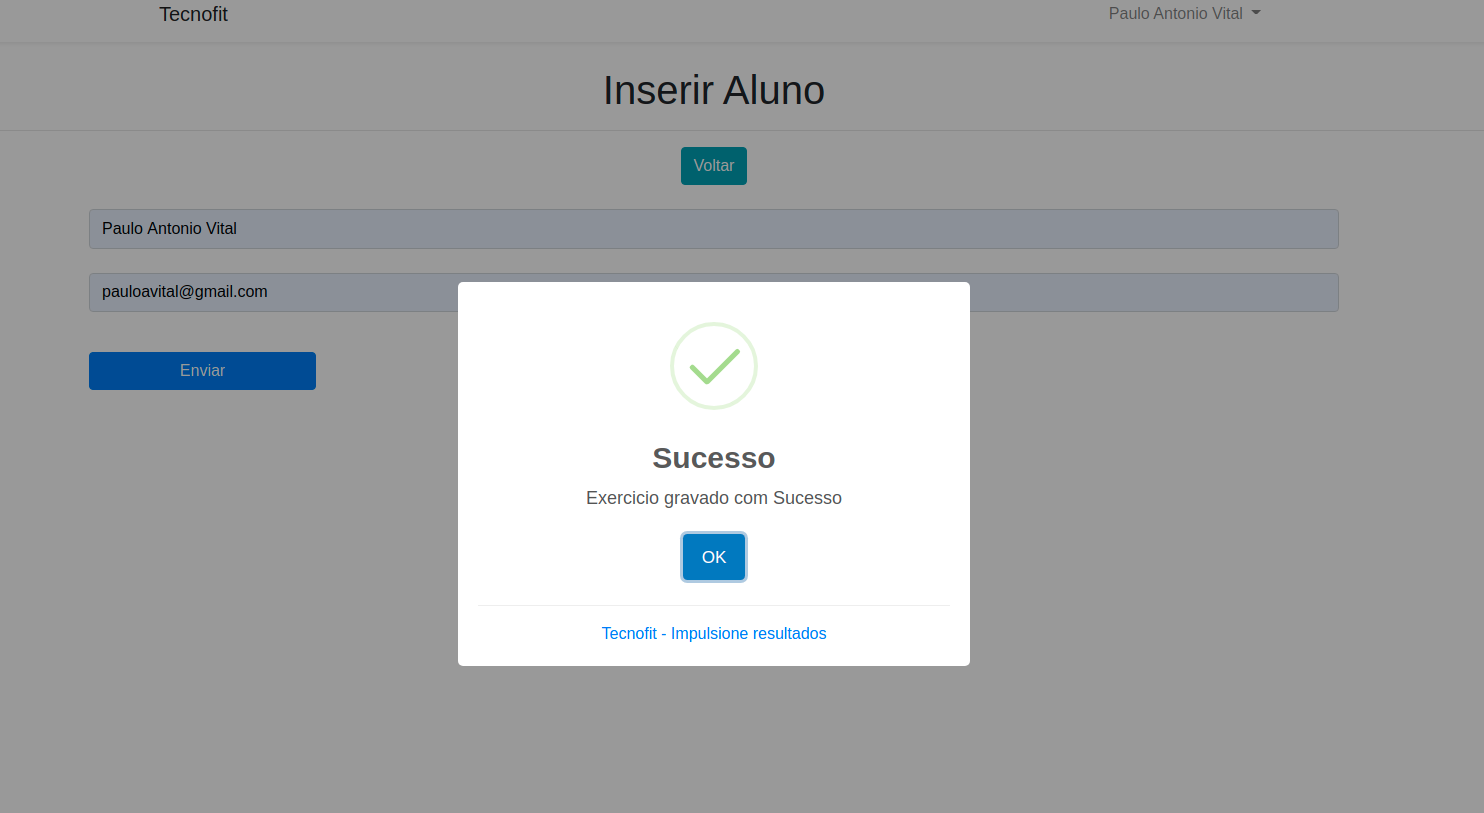 Tecnofit
Paulo Antonio Vital
Inserir Aluno
Voltar
Paulo Antonio Vital
pauloavital@gmail.com
Enviar
Sucesso
Exercicio gravado com Sucesso
OK
Tecnofit - Impulsione resultados